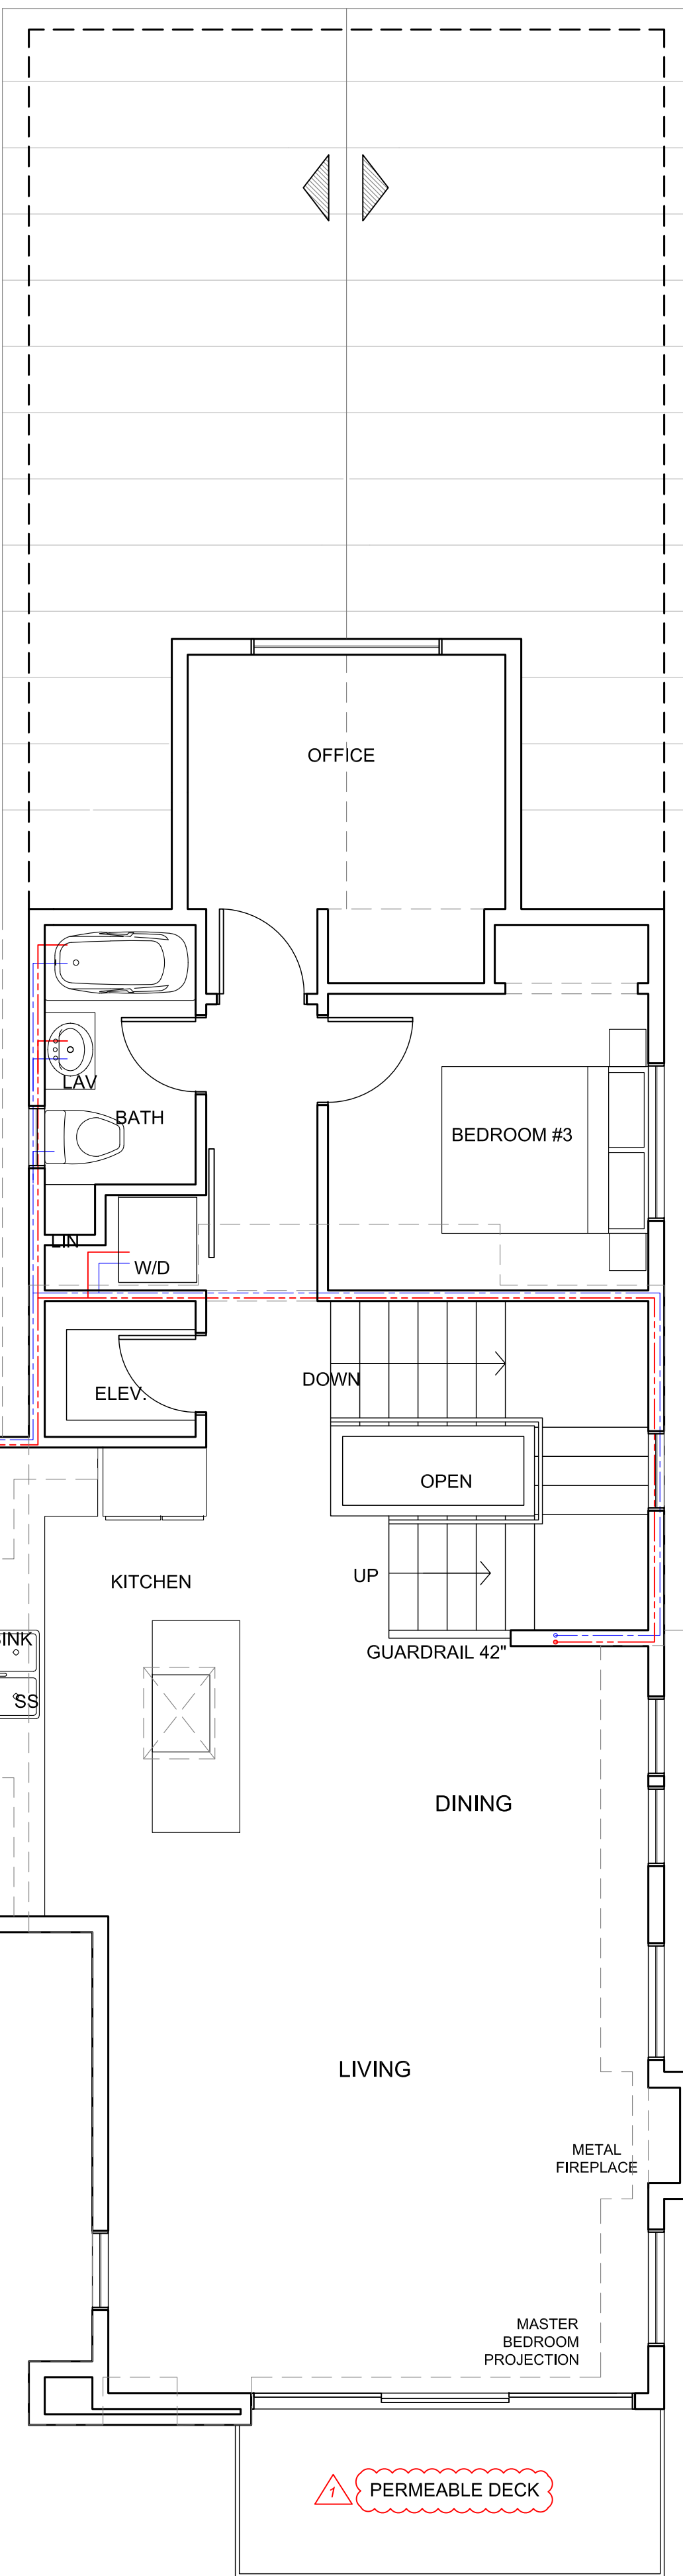 OFFICE
LAV
BATH
BEDROOM #3
LIN
W/D
ELEV.
DOWN
OPEN
KITCHEN
UP
GUARDRAIL 42"
SINK
SS
DINING
LIVING
METAL
FIREPLACE
MASTER
BEDROOM
PROJECTION
1 PERMEABLE DECK